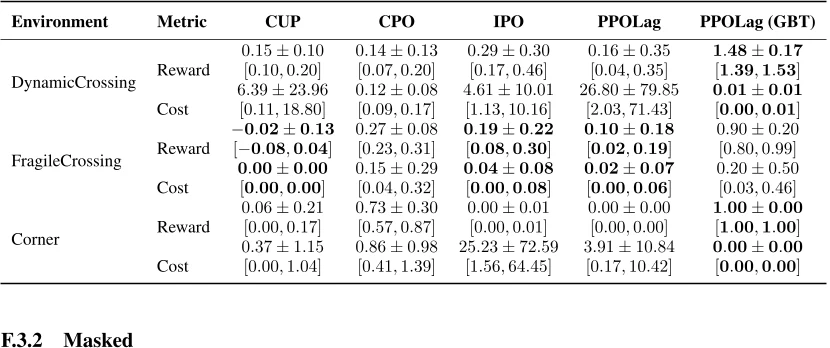 Environment Metric CUP CPO IPO PPOLag PPOLag (GBT)
0.15 ± 0.10 0.14 ± 0.13 0.29 ± 0.30 0.16 ± 0.35 1.48 ± 0.17
Reward [0.10, 0.20] [0.07, 0.20] [0.17, 0.46] [0.04, 0.35] [1.39, 1.53]
DynamicCrossing
6.39 ± 23.96 0.12 ± 0.08 4.61 ± 10.01 26.80 ± 79.85 0.01 ± 0.01
Cost [0.11, 18.80] [0.09, 0.17] [1.13, 10.16] [2.03, 71.43] [0.00, 0.01]
−0.02 ± 0.13 0.27 ± 0.08 0.19 ± 0.22 0.10 ± 0.18 0.90 ± 0.20
Reward [−0.08, 0.04] [0.23, 0.31] [0.08, 0.30] [0.02, 0.19] [0.80, 0.99]
FragileCrossing
0.00 ± 0.00 0.15 ± 0.29 0.04 ± 0.08 0.02 ± 0.07 0.20 ± 0.50
Cost [0.00, 0.00] [0.04, 0.32] [0.00, 0.08] [0.00, 0.06] [0.03, 0.46]
0.06 ± 0.21 0.73 ± 0.30 0.00 ± 0.01 0.00 ± 0.00 1.00 ± 0.00
Reward [0.00, 0.17] [0.57, 0.87] [0.00, 0.01] [0.00, 0.00] [1.00, 1.00]
Corner
0.37 ± 1.15 0.86 ± 0.98 25.23 ± 72.59 3.91 ± 10.84 0.00 ± 0.00
Cost [0.00, 1.04] [0.41, 1.39] [1.56, 64.45] [0.17, 10.42] [0.00, 0.00]
F.3.2 Masked